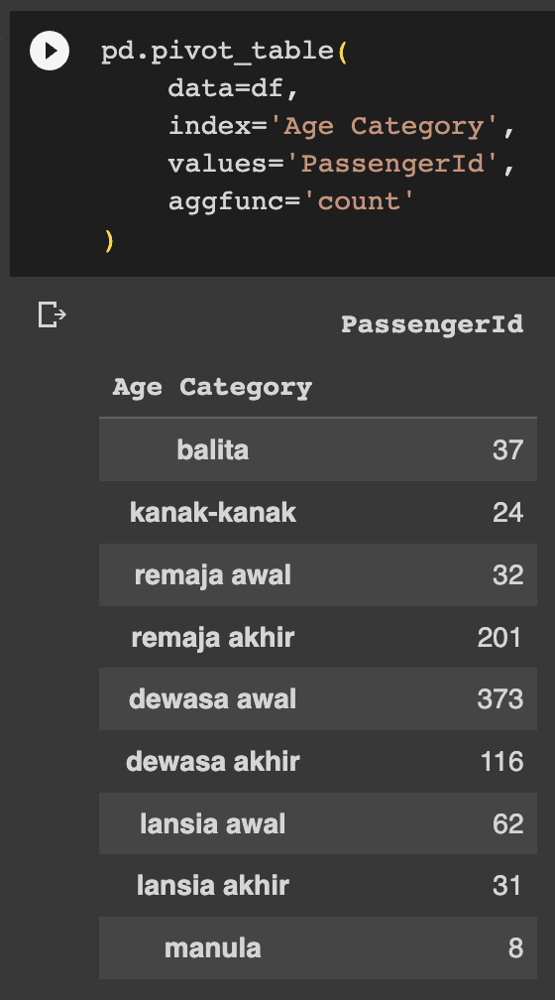 pd.pivot_table(
    data=df,
    index='Age Category',
    values='PassengerId',
    aggfunc='count'
)
PassengerId
Age Category
balita 37
kanak-kanak 24
remaja awal 32
remaja akhir 201
dewasa awal 373
dewasa akhir 116
lansia awal 62
lansia akhir 31
manula 8